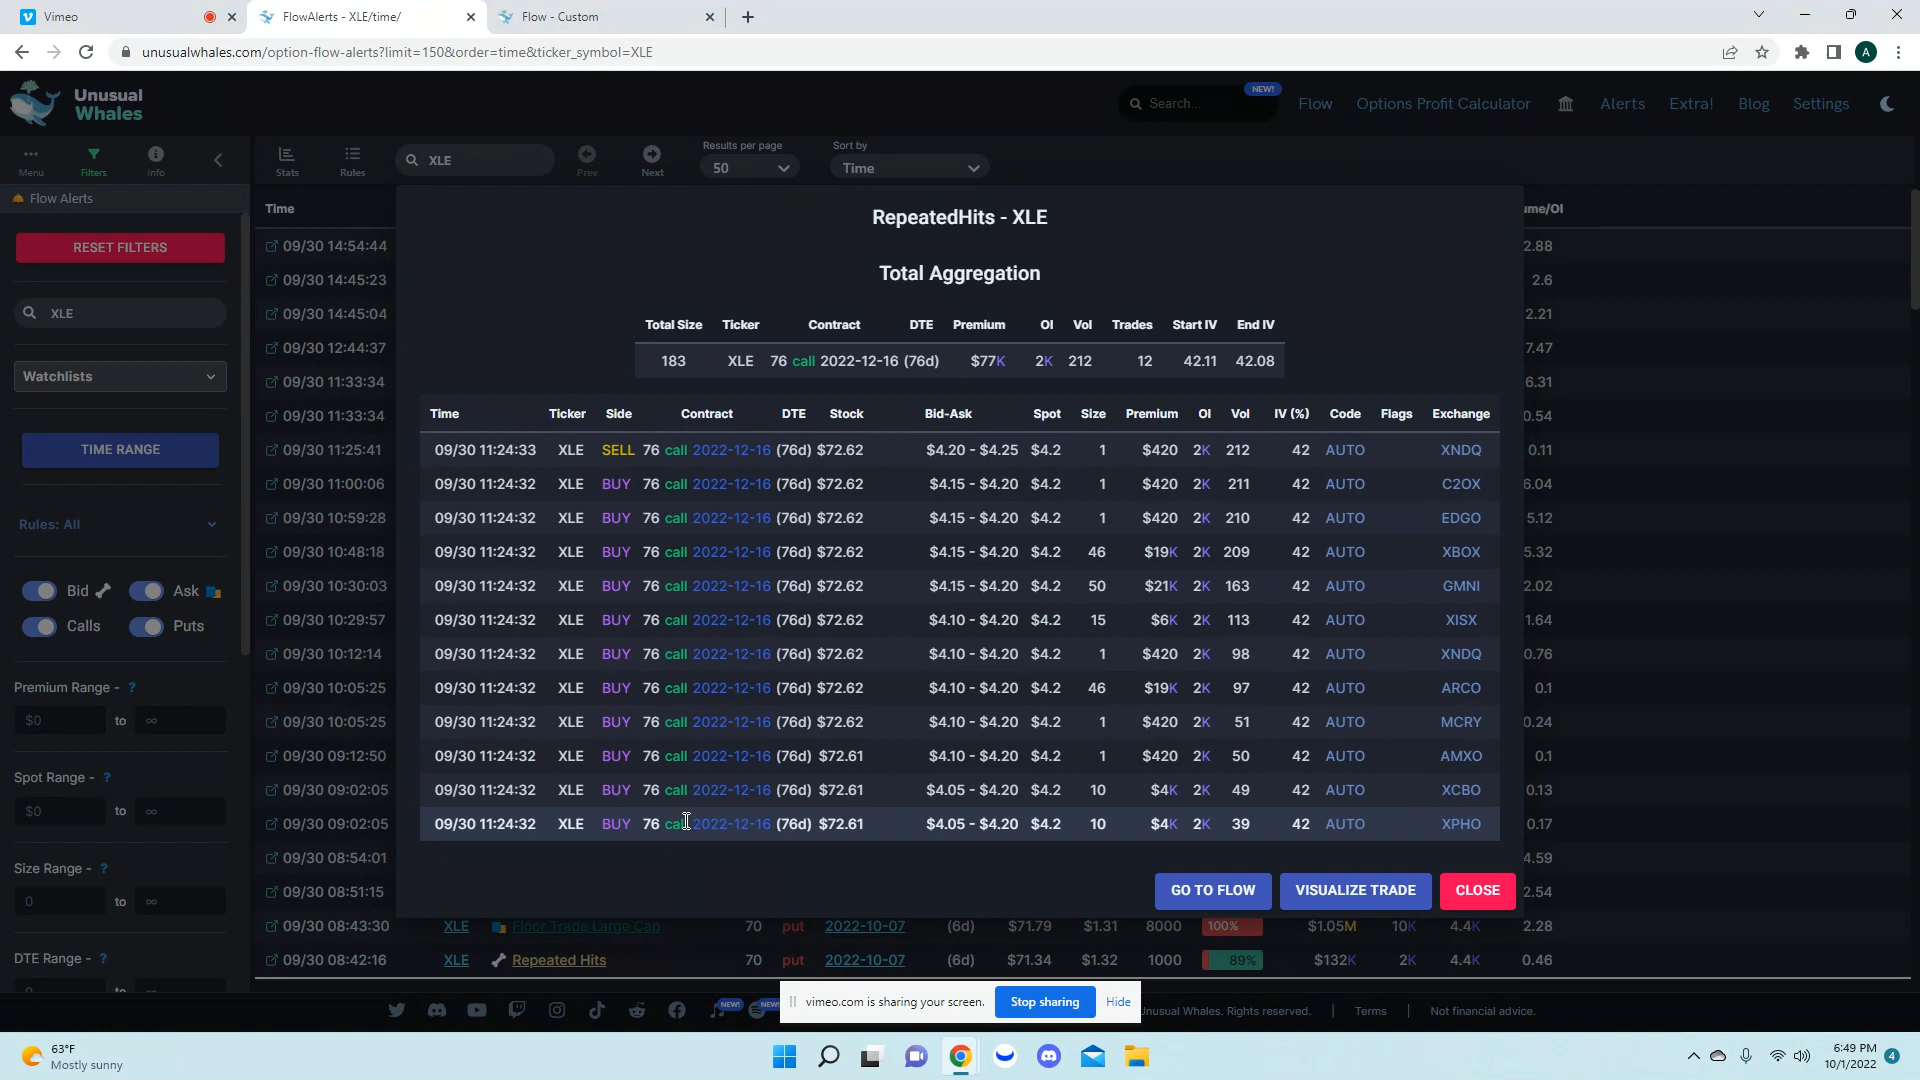 Vimeo
FlowAlerts - XLE/time/
Flow - Custom
unusualwhales.com/option-flow-alerts?limit=150&order=time&ticker_symbol=XLE
A
Unusual
Whales
Search...
NEW!
Flow
Options Profit Calculator
Alerts
Extra!
Blog
Settings
Menu
Filters
Info
Stats
Rules
XLE
Prev
Next
Results per page
50
Sort by
Time
Flow Alerts
RESET FILTERS
XLE
Watchlists
TIME RANGE
Rules: All
Bid
Ask
Calls
Puts
Premium Range - ?
$0 to ∞
Spot Range - ?
$0 to ∞
Size Range - ?
0 to ∞
DTE Range - ?
Time
09/30 14:54:44
09/30 14:45:23
09/30 14:45:04
09/30 12:44:37
09/30 11:33:34
09/30 11:33:34
09/30 11:25:41
09/30 11:00:06
09/30 10:59:28
09/30 10:48:18
09/30 10:30:03
09/30 10:29:57
09/30 10:12:14
09/30 10:05:25
09/30 10:05:25
09/30 09:12:50
09/30 09:02:05
09/30 09:02:05
09/30 08:54:01
09/30 08:51:15
09/30 08:43:30 XLE Floor Trade Large Cap 70 put 2022-10-07 (6d) $71.79 $1.31 8000 100% $1.05M 10K 4.4K 2.28
09/30 08:42:16 XLE Repeated Hits 70 put 2022-10-07 (6d) $71.34 $1.32 1000 89% $132K 2K 4.4K 0.46
RepeatedHits - XLE
Total Aggregation
Total Size Ticker Contract DTE Premium OI Vol Trades Start IV End IV
183 XLE 76 call 2022-12-16 (76d) $77K 2K 212 12 42.11 42.08
Time Ticker Side Contract DTE Stock Bid-Ask Spot Size Premium OI Vol IV (%) Code Flags Exchange
09/30 11:24:33 XLE SELL 76 call 2022-12-16 (76d) $72.62 $4.20 - $4.25 $4.2 1 $420 2K 212 42 AUTO XNDQ
09/30 11:24:32 XLE BUY 76 call 2022-12-16 (76d) $72.62 $4.15 - $4.20 $4.2 1 $420 2K 211 42 AUTO C2OX
09/30 11:24:32 XLE BUY 76 call 2022-12-16 (76d) $72.62 $4.15 - $4.20 $4.2 1 $420 2K 210 42 AUTO EDGO
09/30 11:24:32 XLE BUY 76 call 2022-12-16 (76d) $72.62 $4.15 - $4.20 $4.2 46 $19K 2K 209 42 AUTO XBOX
09/30 11:24:32 XLE BUY 76 call 2022-12-16 (76d) $72.62 $4.15 - $4.20 $4.2 50 $21K 2K 163 42 AUTO GMNI
09/30 11:24:32 XLE BUY 76 call 2022-12-16 (76d) $72.62 $4.10 - $4.20 $4.2 15 $6K 2K 113 42 AUTO XISX
09/30 11:24:32 XLE BUY 76 call 2022-12-16 (76d) $72.62 $4.10 - $4.20 $4.2 1 $420 2K 98 42 AUTO XNDQ
09/30 11:24:32 XLE BUY 76 call 2022-12-16 (76d) $72.62 $4.10 - $4.20 $4.2 46 $19K 2K 97 42 AUTO ARCO
09/30 11:24:32 XLE BUY 76 call 2022-12-16 (76d) $72.62 $4.10 - $4.20 $4.2 1 $420 2K 51 42 AUTO MCRY
09/30 11:24:32 XLE BUY 76 call 2022-12-16 (76d) $72.61 $4.10 - $4.20 $4.2 1 $420 2K 50 42 AUTO AMXO
09/30 11:24:32 XLE BUY 76 call 2022-12-16 (76d) $72.61 $4.05 - $4.20 $4.2 10 $4K 2K 49 42 AUTO XCBO
09/30 11:24:32 XLE BUY 76 call 2022-12-16 (76d) $72.61 $4.05 - $4.20 $4.2 10 $4K 2K 39 42 AUTO XPHO
GO TO FLOW
VISUALIZE TRADE
CLOSE
ume/OI
2.88
2.6
2.21
7.47
6.31
0.54
0.11
6.04
5.12
5.32
2.02
1.64
0.76
0.1
0.24
0.1
0.13
0.17
4.59
2.54
NEW!
NEW!
vimeo.com is sharing your screen.
Stop sharing
Hide
Unusual Whales. Rights reserved.
Terms
Not financial advice.
63°F
Mostly sunny
6:49 PM
10/1/2022
4